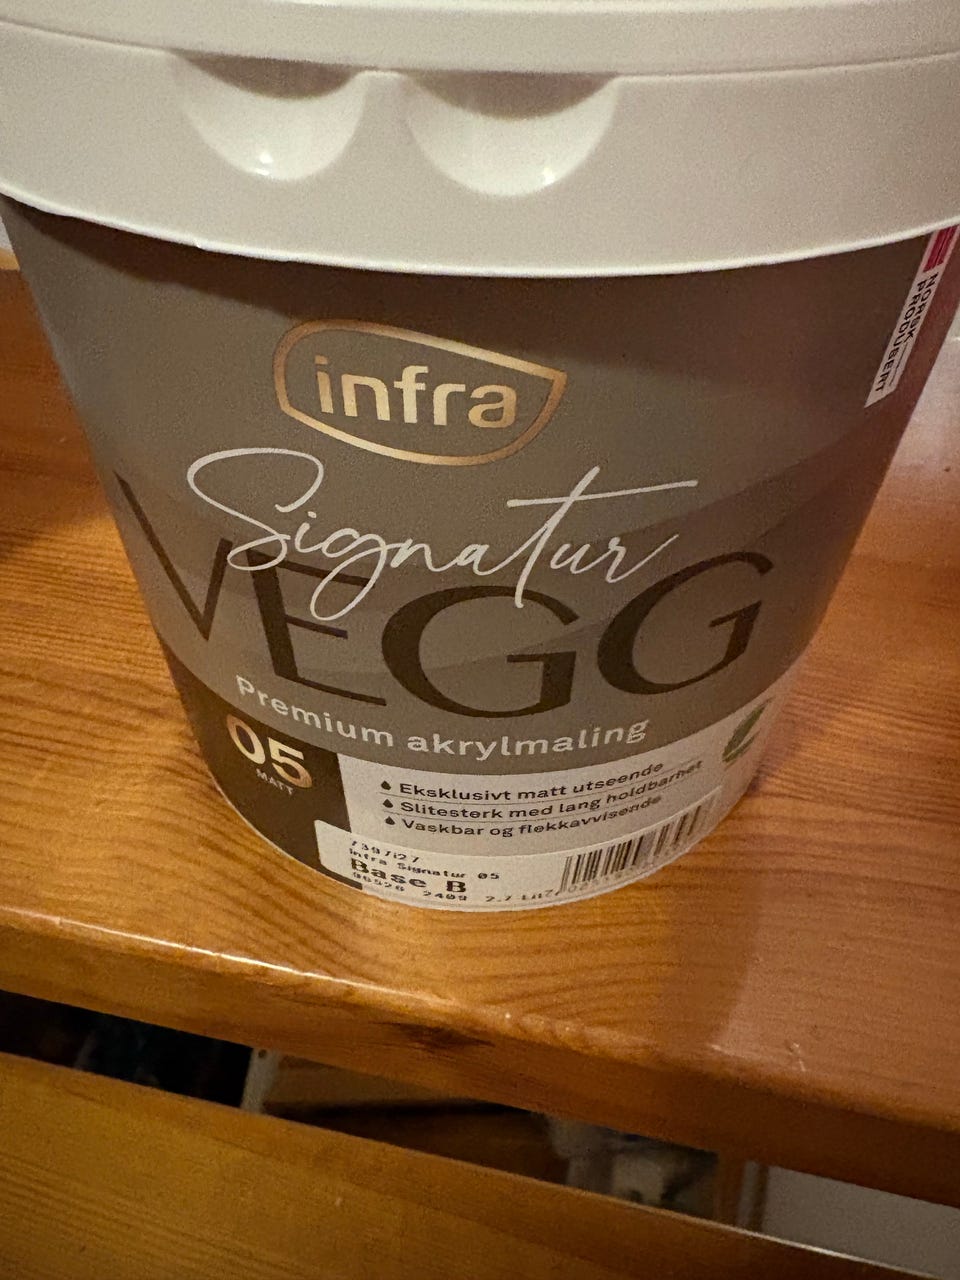 infra
Signatur
VEGG
Premium akrylmaling
05
MATT
Eksklusivt matt utseende
Slitesterk med lang holdbarhet
Vaskbar og flekkavvisende
infra Signatur 05
Base B
NORSK
PRODUSERT